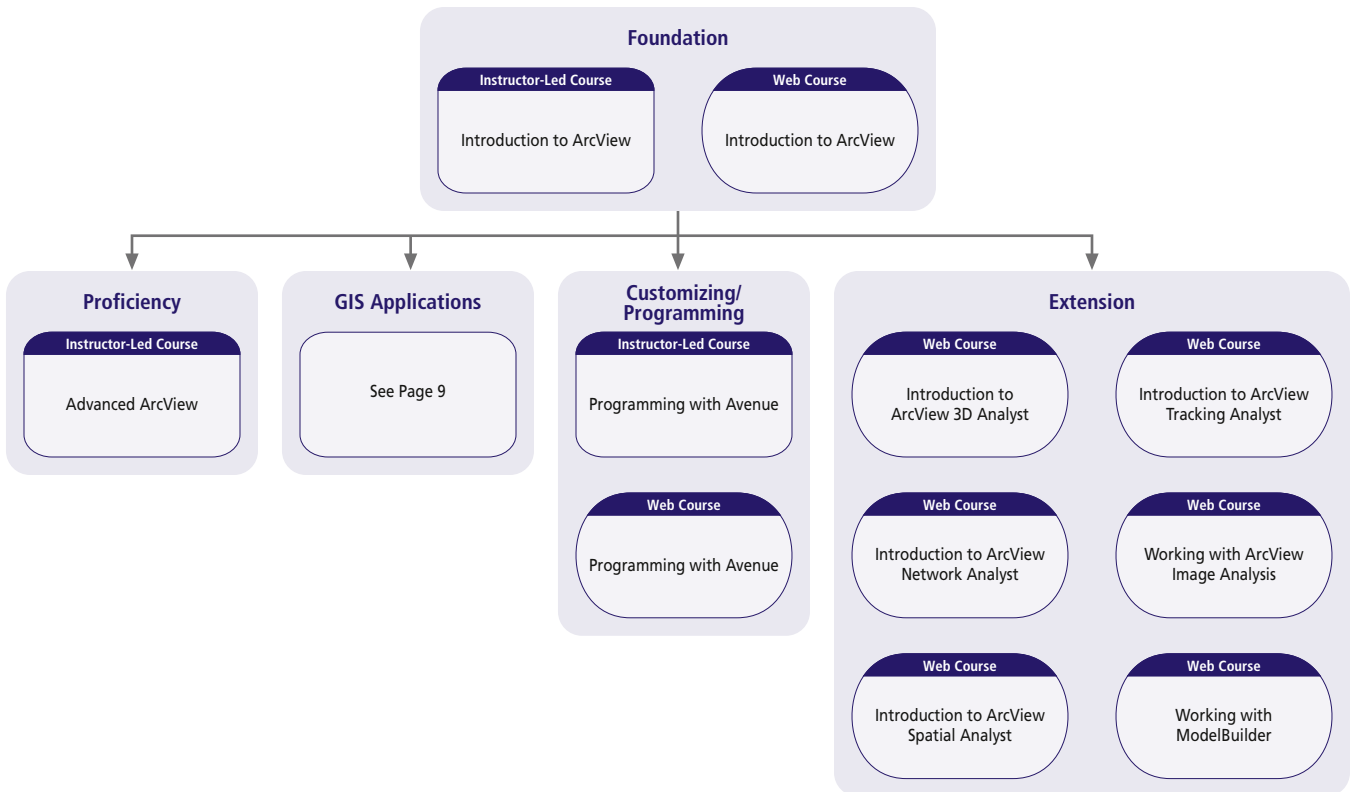 Foundation
Instructor-Led Course
Introduction to ArcView
Web Course
Introduction to ArcView
Proficiency
Instructor-Led Course
Advanced ArcView
GIS Applications
See Page 9
Customizing/
Programming
Instructor-Led Course
Programming with Avenue
Web Course
Programming with Avenue
Extension
Web Course
Introduction to
ArcView 3D Analyst
Web Course
Introduction to ArcView
Tracking Analyst
Web Course
Introduction to ArcView
Network Analyst
Web Course
Working with ArcView
Image Analysis
Web Course
Introduction to ArcView
Spatial Analyst
Web Course
Working with
ModelBuilder